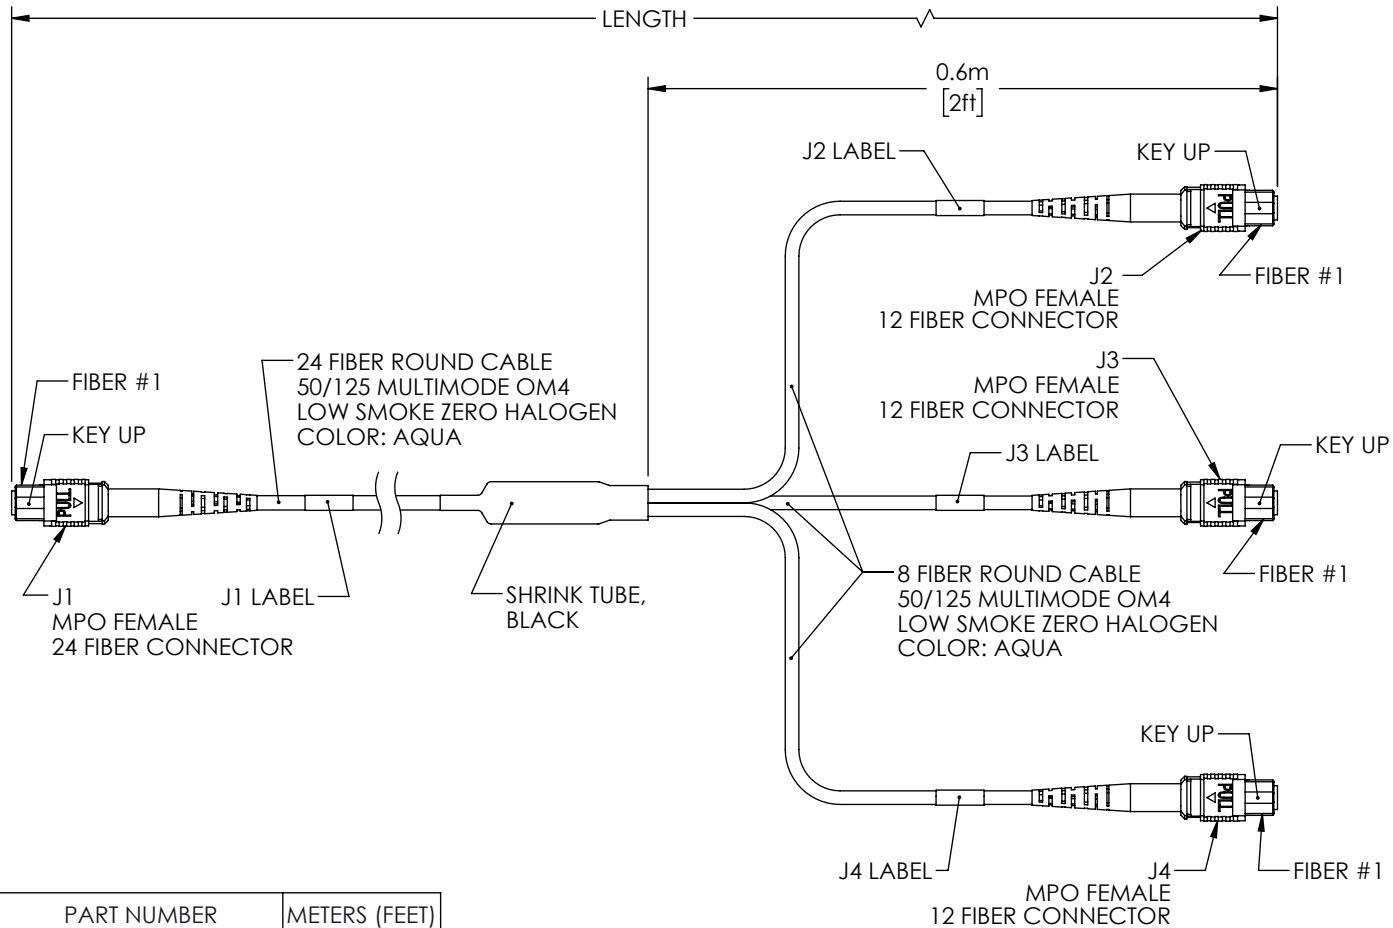 LENGTH
0.6m
[2ft]
J2 LABEL
KEY UP
PULL
J2
MPO FEMALE
12 FIBER CONNECTOR
FIBER #1
24 FIBER ROUND CABLE
50/125 MULTIMODE OM4
LOW SMOKE ZERO HALOGEN
COLOR: AQUA
FIBER #1
KEY UP
PULL
J1
MPO FEMALE
24 FIBER CONNECTOR
J1 LABEL
SHRINK TUBE,
BLACK
J3
MPO FEMALE
12 FIBER CONNECTOR
J3 LABEL
KEY UP
PULL
FIBER #1
8 FIBER ROUND CABLE
50/125 MULTIMODE OM4
LOW SMOKE ZERO HALOGEN
COLOR: AQUA
KEY UP
PULL
J4 LABEL
J4
MPO FEMALE
12 FIBER CONNECTOR
FIBER #1
PART NUMBER
METERS (FEET)